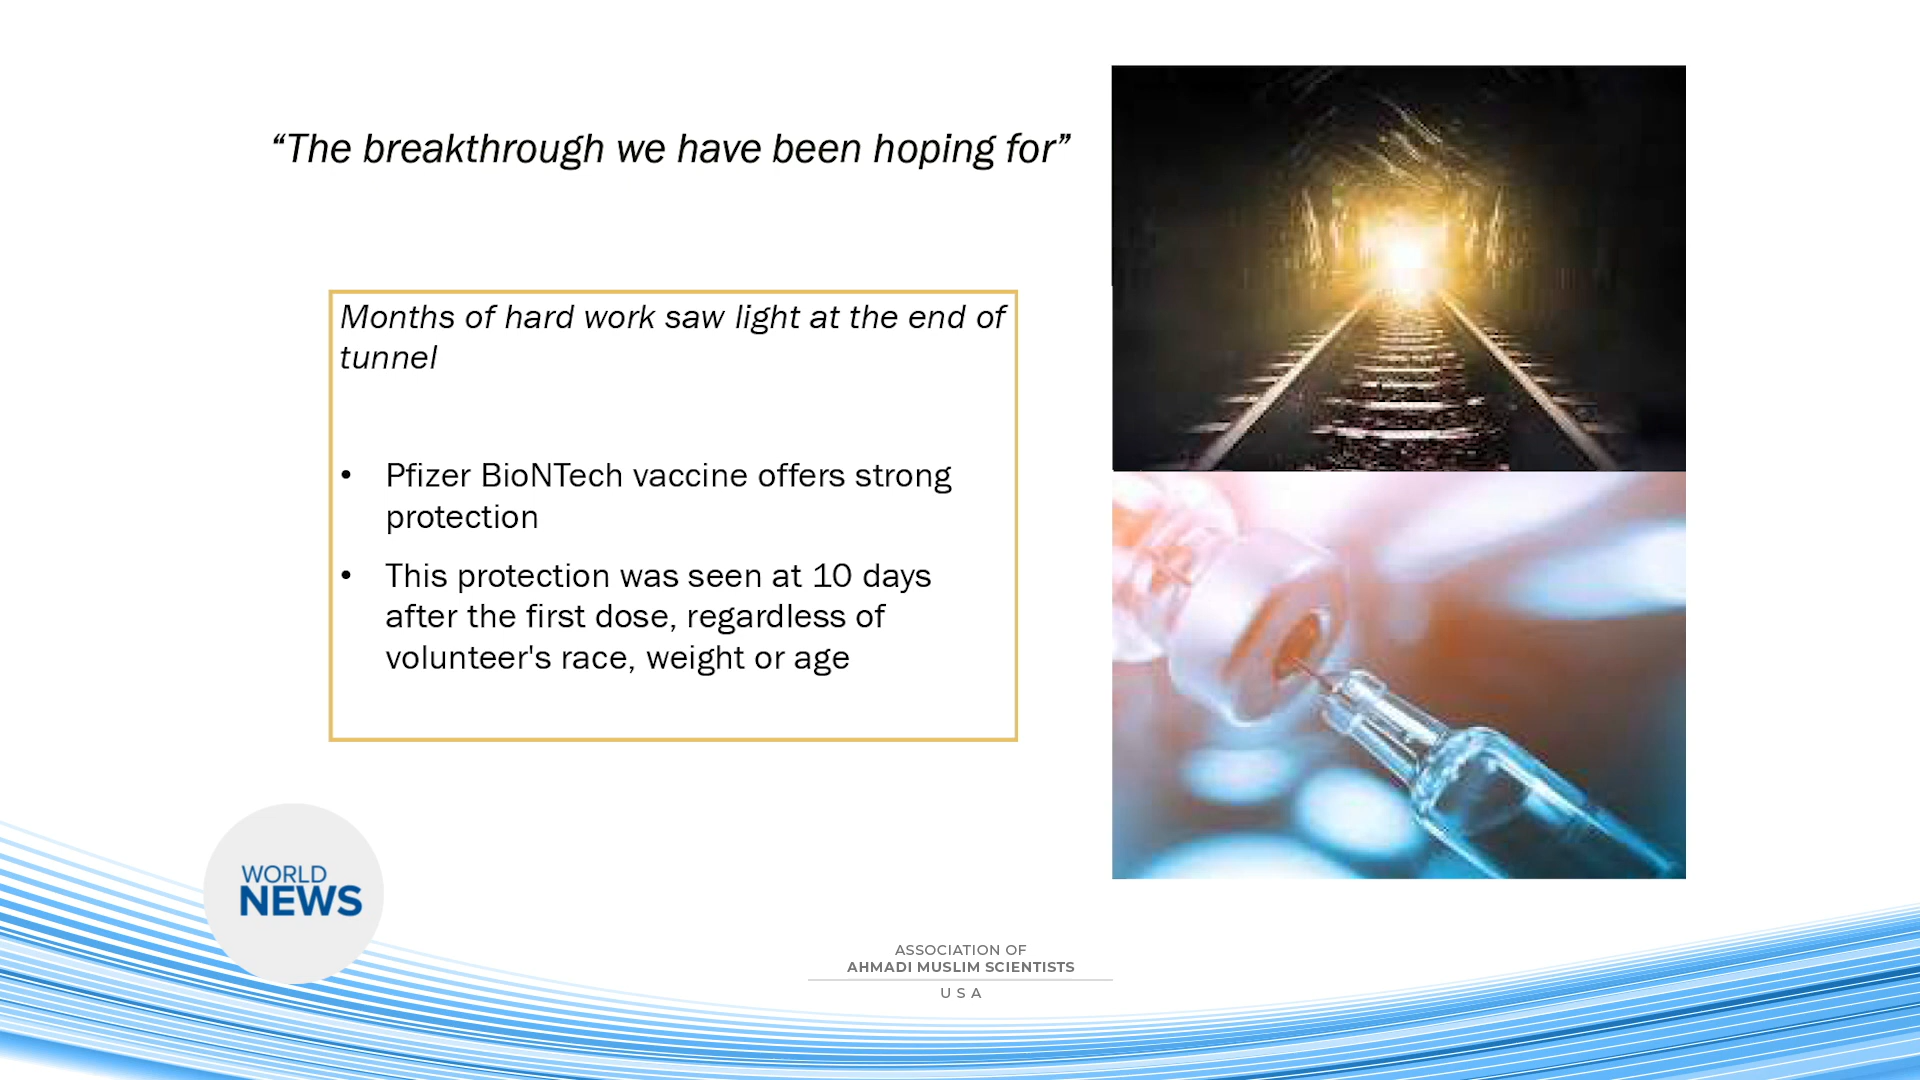 “The breakthrough we have been hoping for”
Months of hard work saw light at the end of
tunnel
• Pfizer BioNTech vaccine offers strong
protection
• This protection was seen at 10 days
after the first dose, regardless of
volunteer's race, weight or age
WORLD
NEWS
ASSOCIATION OF
AHMADI MUSLIM SCIENTISTS
USA